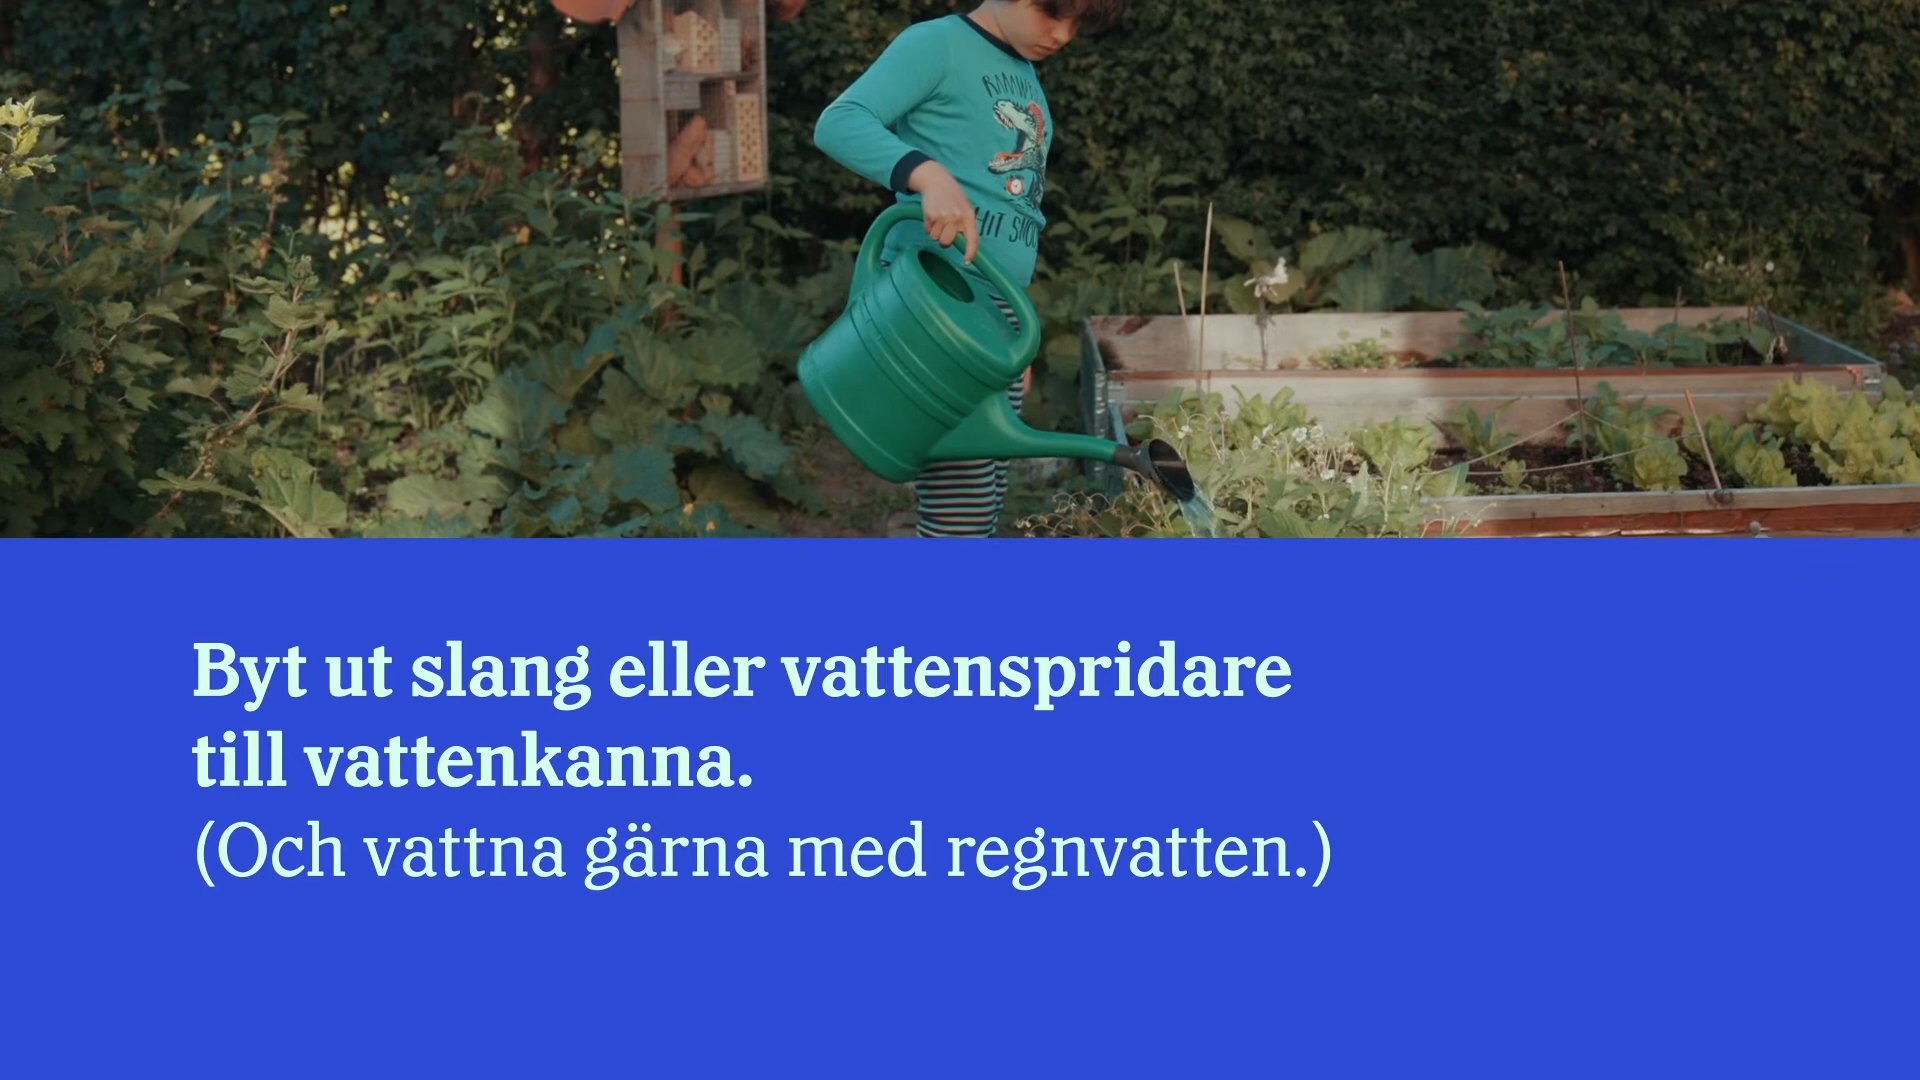 Byt ut slang eller vattenspridare
till vattenkanna.
(Och vattna gärna med regnvatten.)